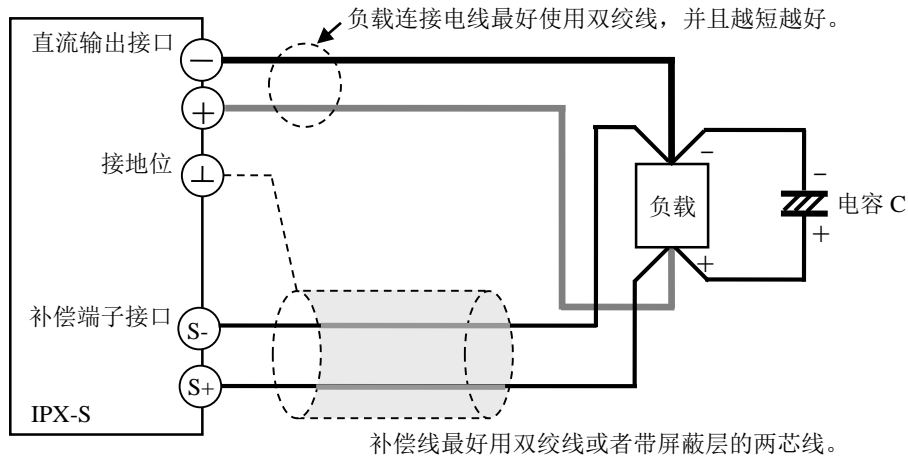 负载连接电线最好使用双绞线，并且越短越好。
直流输出接口
－
＋
接地位
⊥
－
－
负载
电容 C
＋
＋
补偿端子接口
S-
S+
IPX-S
补偿线最好用双绞线或者带屏蔽层的两芯线。